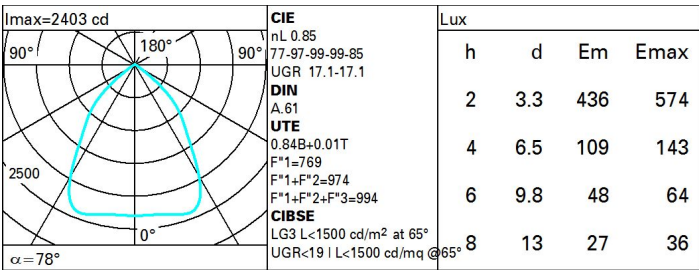 Imax=2403 cd
90° 180° 90°
2500
0°
α=78°
CIE
nL 0.85
77-97-99-99-85
UGR 17.1-17.1
DIN
A.61
UTE
0.84B+0.01T
F"1=769
F"1+F"2=974
F"1+F"2+F"3=994
CIBSE
LG3 L<1500 cd/m² at 65°
UGR<19 | L<1500 cd/mq @65°
Lux
h d Em Emax
2 3.3 436 574
4 6.5 109 143
6 9.8 48 64
8 13 27 36